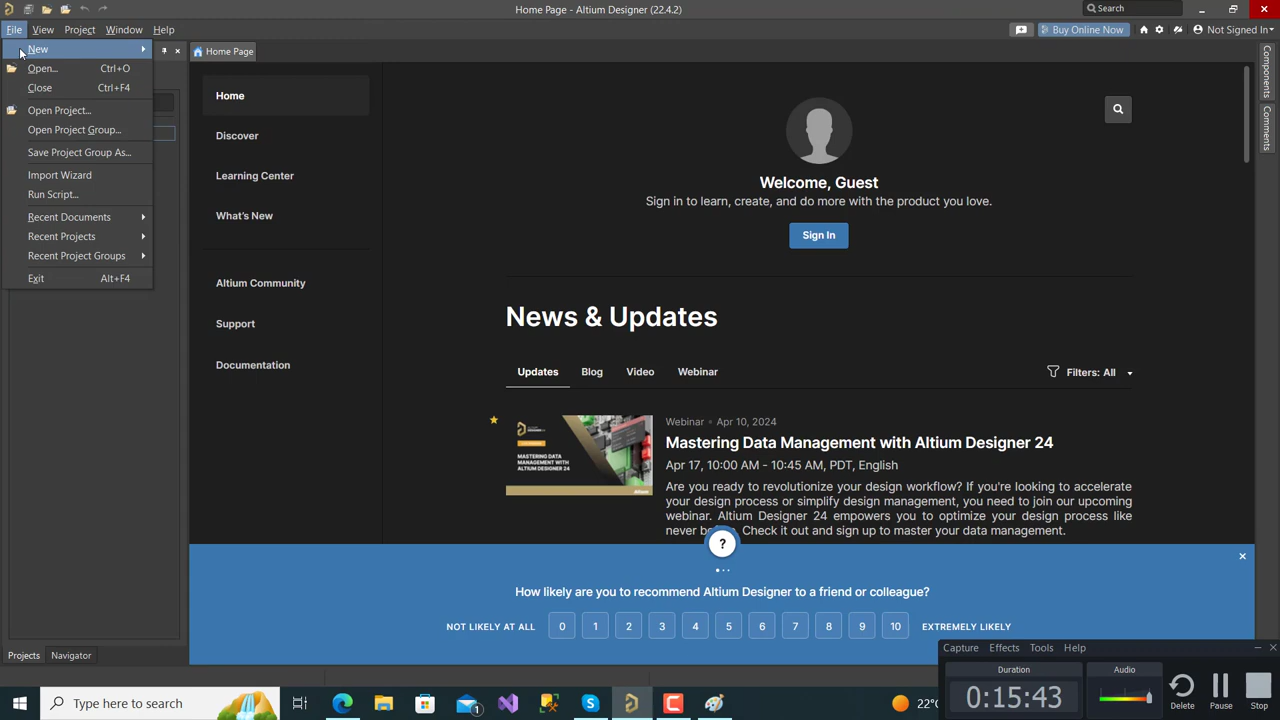 Home Page - Altium Designer (22.4.2)
Search
File View Project Window Help
Buy Online Now
Not Signed In
New
Open... Ctrl+O
Close Ctrl+F4
Open Project...
Open Project Group...
Save Project Group As...
Import Wizard
Run Script...
Recent Documents
Recent Projects
Recent Project Groups
Exit Alt+F4
Home Page
Home
Discover
Learning Center
What's New
Altium Community
Support
Documentation
Components
Comments
Welcome, Guest
Sign in to learn, create, and do more with the product you love.
Sign In
News & Updates
Updates Blog Video Webinar
Filters: All
MASTERING DATA
MANAGEMENT WITH
ALTIUM DESIGNER 24
Altium
Webinar • Apr 10, 2024
Mastering Data Management with Altium Designer 24
Apr 17, 10:00 AM - 10:45 AM, PDT, English
Are you ready to revolutionize your design workflow? If you're looking to accelerate
your design process or simplify design management, you need to join our upcoming
webinar. Altium Designer 24 empowers you to optimize your design process like
never Check it out and sign up to master your data management.
?
How likely are you to recommend Altium Designer to a friend or colleague?
NOT LIKELY AT ALL 0 1 2 3 4 5 6 7 8 9 10 EXTREMELY LIKELY
Projects Navigator
Capture Effects Tools Help
Duration
0:15:43
Audio
Delete Pause Stop
Type here to search
1
22°